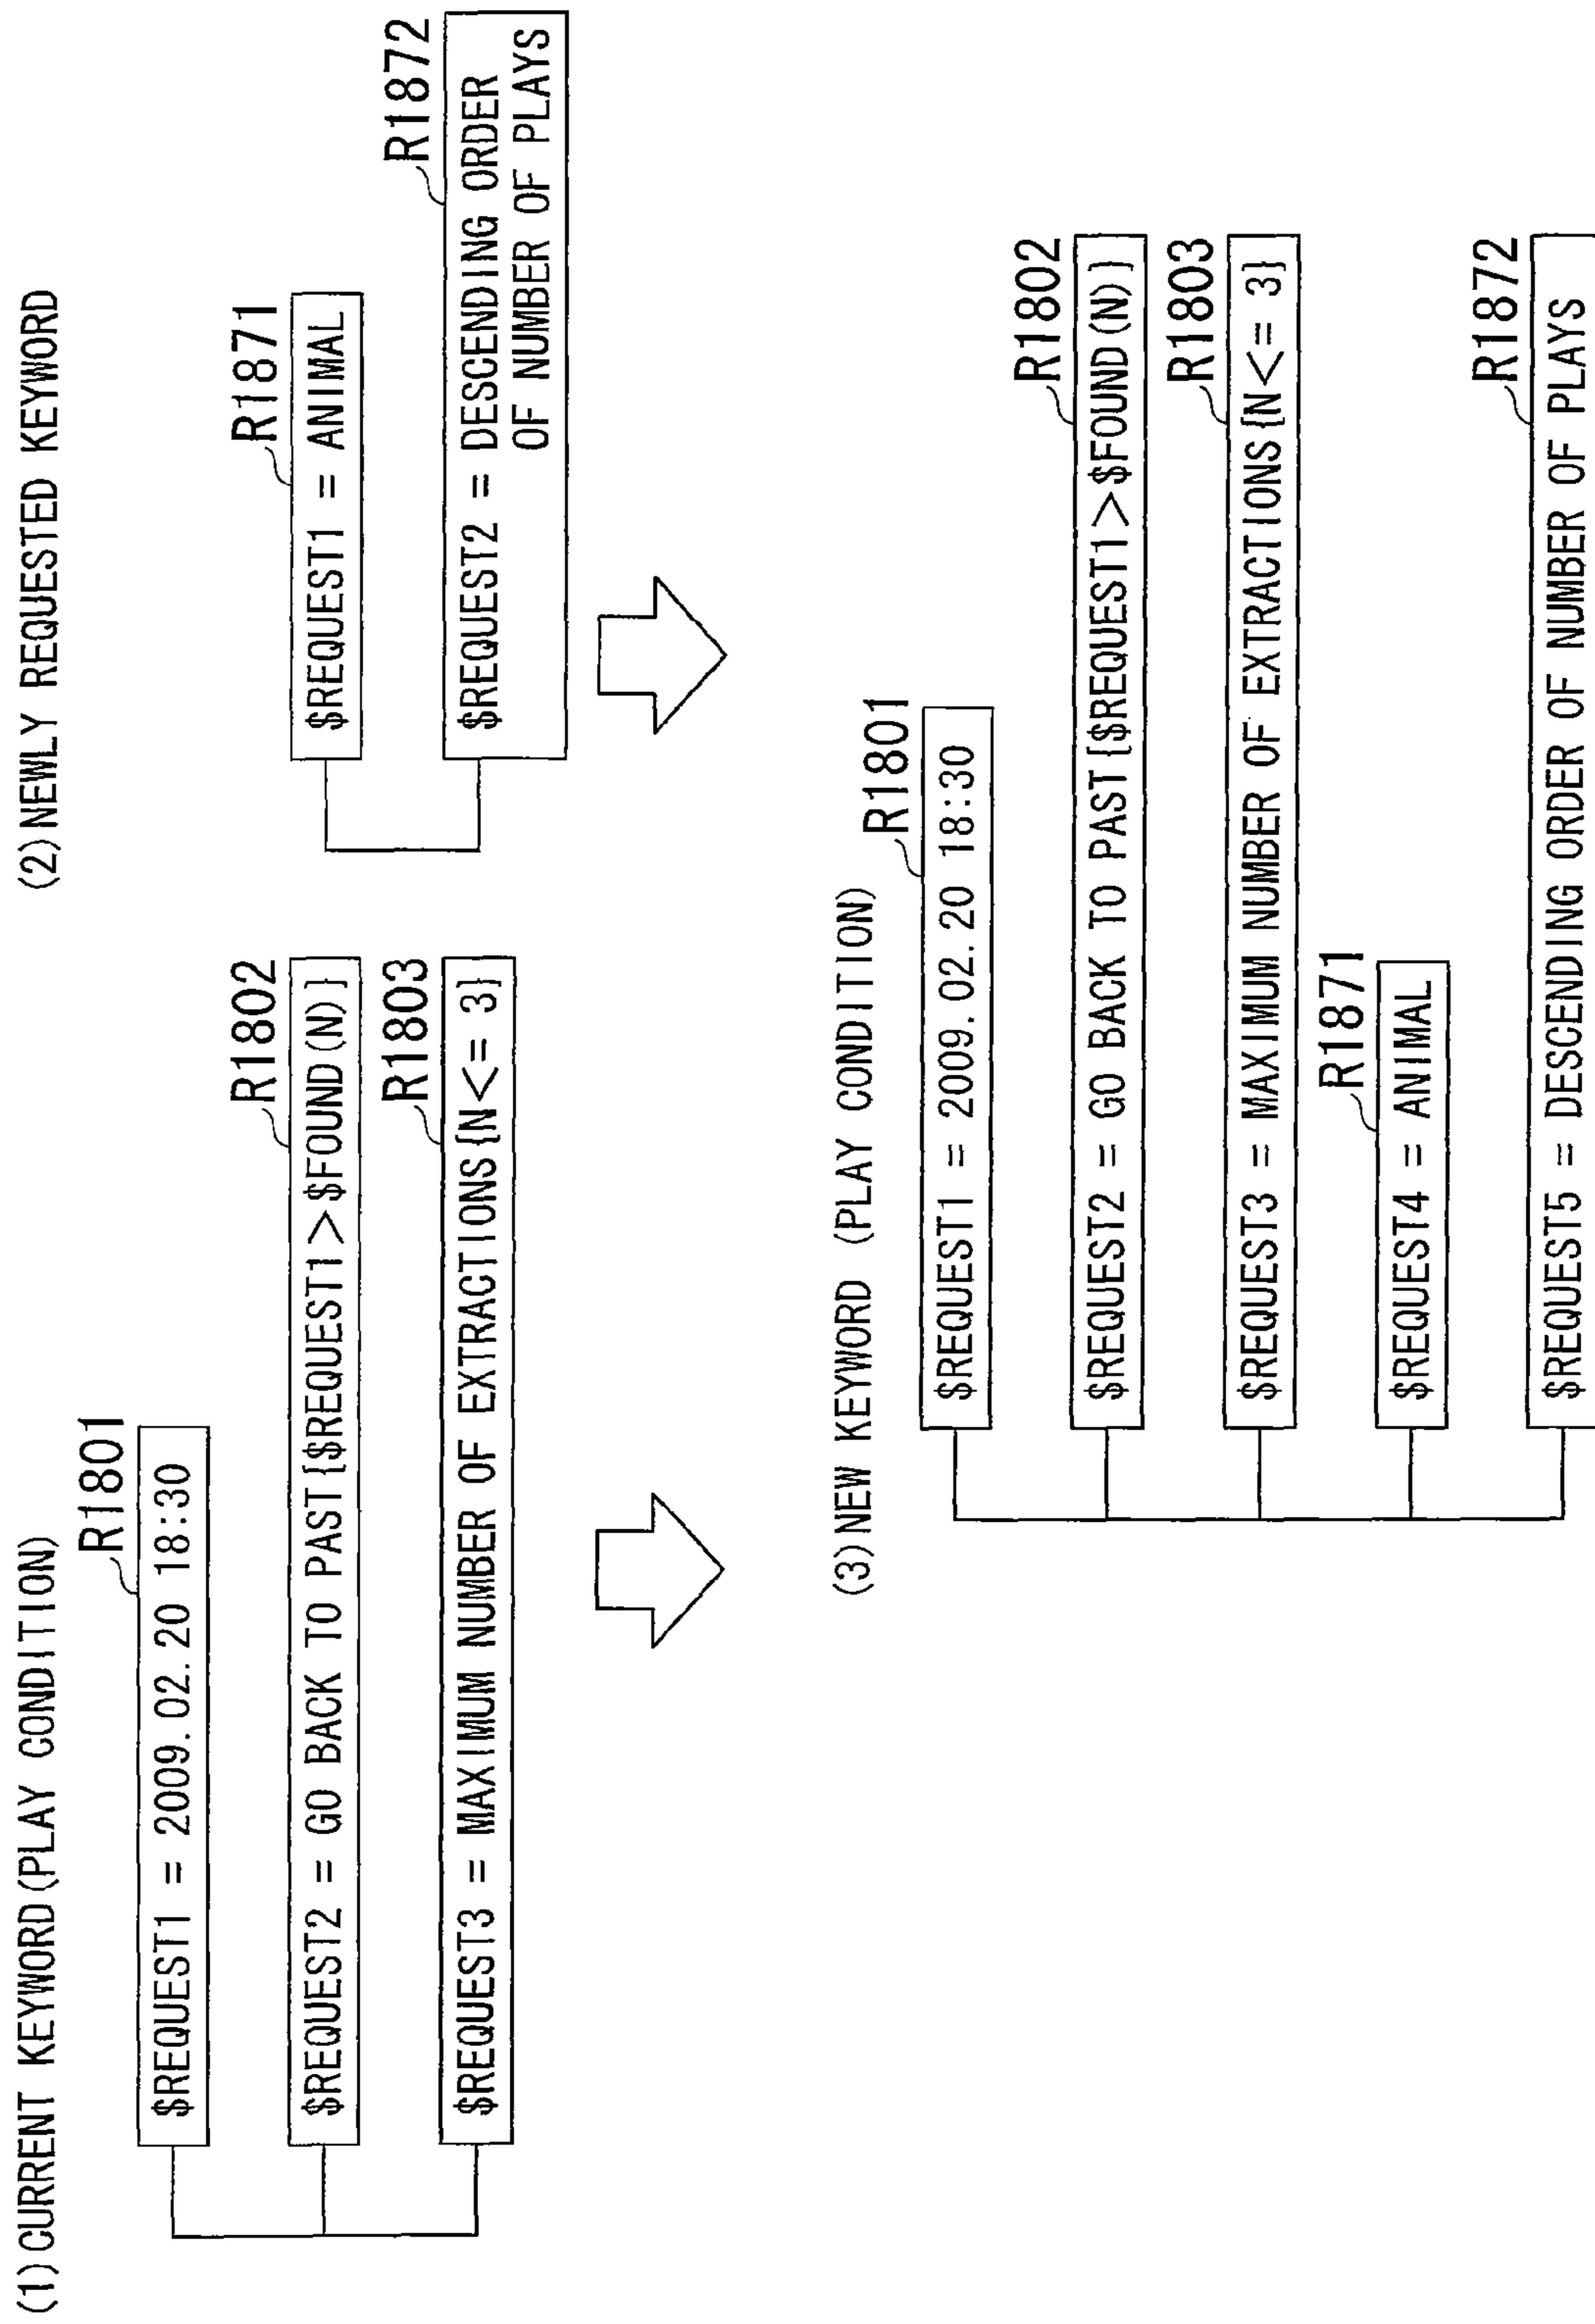 (1)CURRENT KEYWORD(PLAY CONDITION)
R1801
$REQUEST1 = 2009.02.20 18:30
R1802
$REQUEST2 = GO BACK TO PAST{$REQUEST1>$FOUND(N)}
R1803
$REQUEST3 = MAXIMUM NUMBER OF EXTRACTIONS{N<= 3}
(2)NEWLY REQUESTED KEYWORD
R1871
$REQUEST1 = ANIMAL
R1872
$REQUEST2 = DESCENDING ORDER
OF NUMBER OF PLAYS
(3)NEW KEYWORD (PLAY CONDITION)
R1801
$REQUEST1 = 2009.02.20 18:30
R1802
$REQUEST2 = GO BACK TO PAST{$REQUEST1>$FOUND(N)}
R1803
$REQUEST3 = MAXIMUM NUMBER OF EXTRACTIONS{N<= 3}
R1871
$REQUEST4 = ANIMAL
R1872
$REQUEST5 = DESCENDING ORDER OF NUMBER OF PLAYS